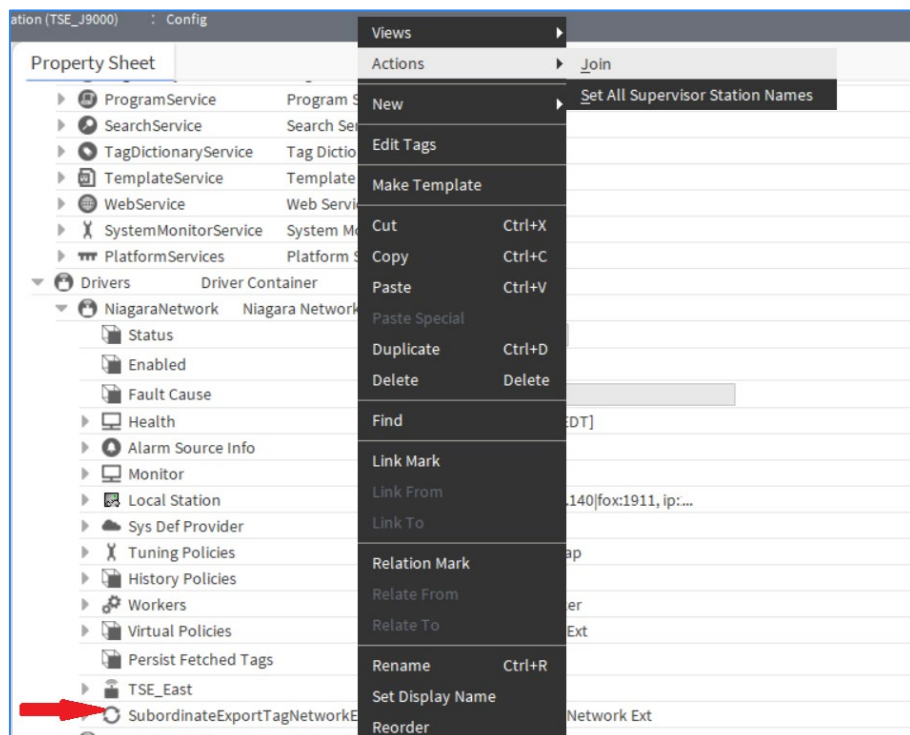 ation (TSE_J9000) : Config
Property Sheet
ProgramService Program S
SearchService Search Ser
TagDictionaryService Tag Dictio
TemplateService Template
WebService Web Servi
SystemMonitorService System Mo
PlatformServices Platform S
Drivers Driver Container
NiagaraNetwork Niagara Network
Status
Enabled
Fault Cause
Health EDT]
Alarm Source Info
Monitor
Local Station .140|fox:1911, ip:...
Sys Def Provider
Tuning Policies ap
History Policies
Workers er
Virtual Policies Ext
Persist Fetched Tags
TSE_East
SubordinateExportTagNetworkE Network Ext
Views
Actions
New
Edit Tags
Make Template
Cut Ctrl+X
Copy Ctrl+C
Paste Ctrl+V
Paste Special
Duplicate Ctrl+D
Delete Delete
Find
Link Mark
Link From
Link To
Relation Mark
Relate From
Relate To
Rename Ctrl+R
Set Display Name
Reorder
Join
Set All Supervisor Station Names